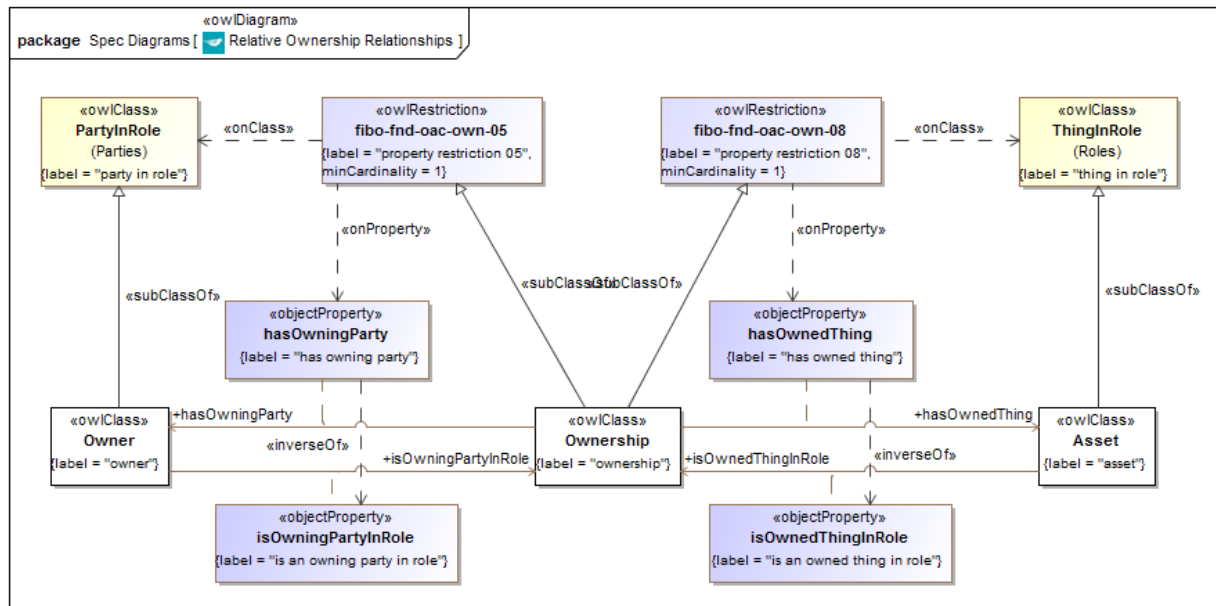 «owlDiagram»
package Spec Diagrams [ Relative Ownership Relationships ]
«owlClass»
PartyInRole
(Parties)
{label = "party in role"}
«onClass»
«owlRestriction»
fibo-fnd-oac-own-05
{label = "property restriction 05",
minCardinality = 1}
«owlRestriction»
fibo-fnd-oac-own-08
{label = "property restriction 08",
minCardinality = 1}
«onClass»
«owlClass»
ThingInRole
(Roles)
{label = "thing in role"}
«onProperty»
«onProperty»
«subClassOf»
«subClassOf»
«subClassOf»
«subClassOf»
«objectProperty»
hasOwningParty
{label = "has owning party"}
«objectProperty»
hasOwnedThing
{label = "has owned thing"}
«owlClass»
Owner
{label = "owner"}
+hasOwningParty
«inverseOf»
+isOwningPartyInRole
«owlClass»
Ownership
{label = "ownership"}
+hasOwnedThing
«inverseOf»
+isOwnedThingInRole
«owlClass»
Asset
{label = "asset"}
«objectProperty»
isOwningPartyInRole
{label = "is an owning party in role"}
«objectProperty»
isOwnedThingInRole
{label = "is an owned thing in role"}